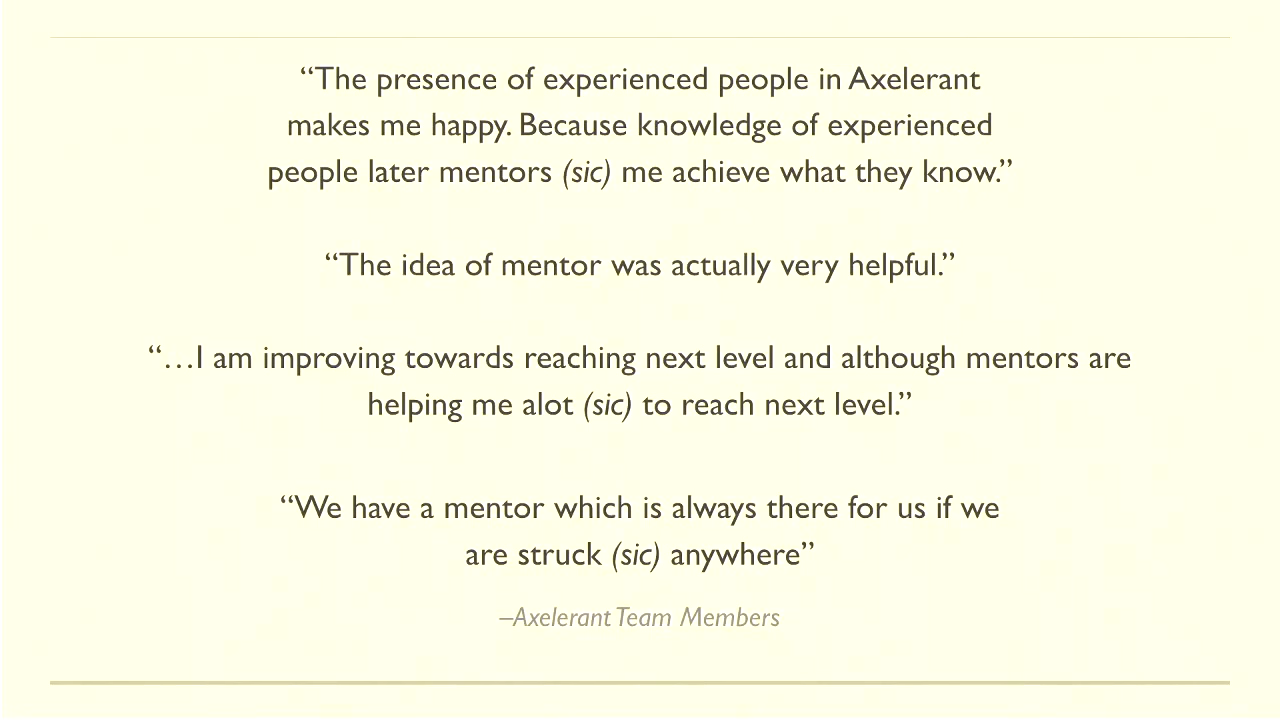 “The presence of experienced people in Axelerant
makes me happy. Because knowledge of experienced
people later mentors (sic) me achieve what they know.”
“The idea of mentor was actually very helpful.”
“…I am improving towards reaching next level and although mentors are
helping me alot (sic) to reach next level.”
“We have a mentor which is always there for us if we
are struck (sic) anywhere”
–Axelerant Team Members